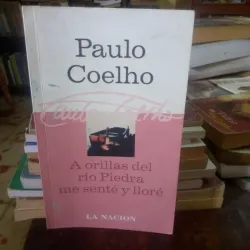 Paulo
Coelho
A orillas del
río Piedra
me senté y lloré
LA NACION